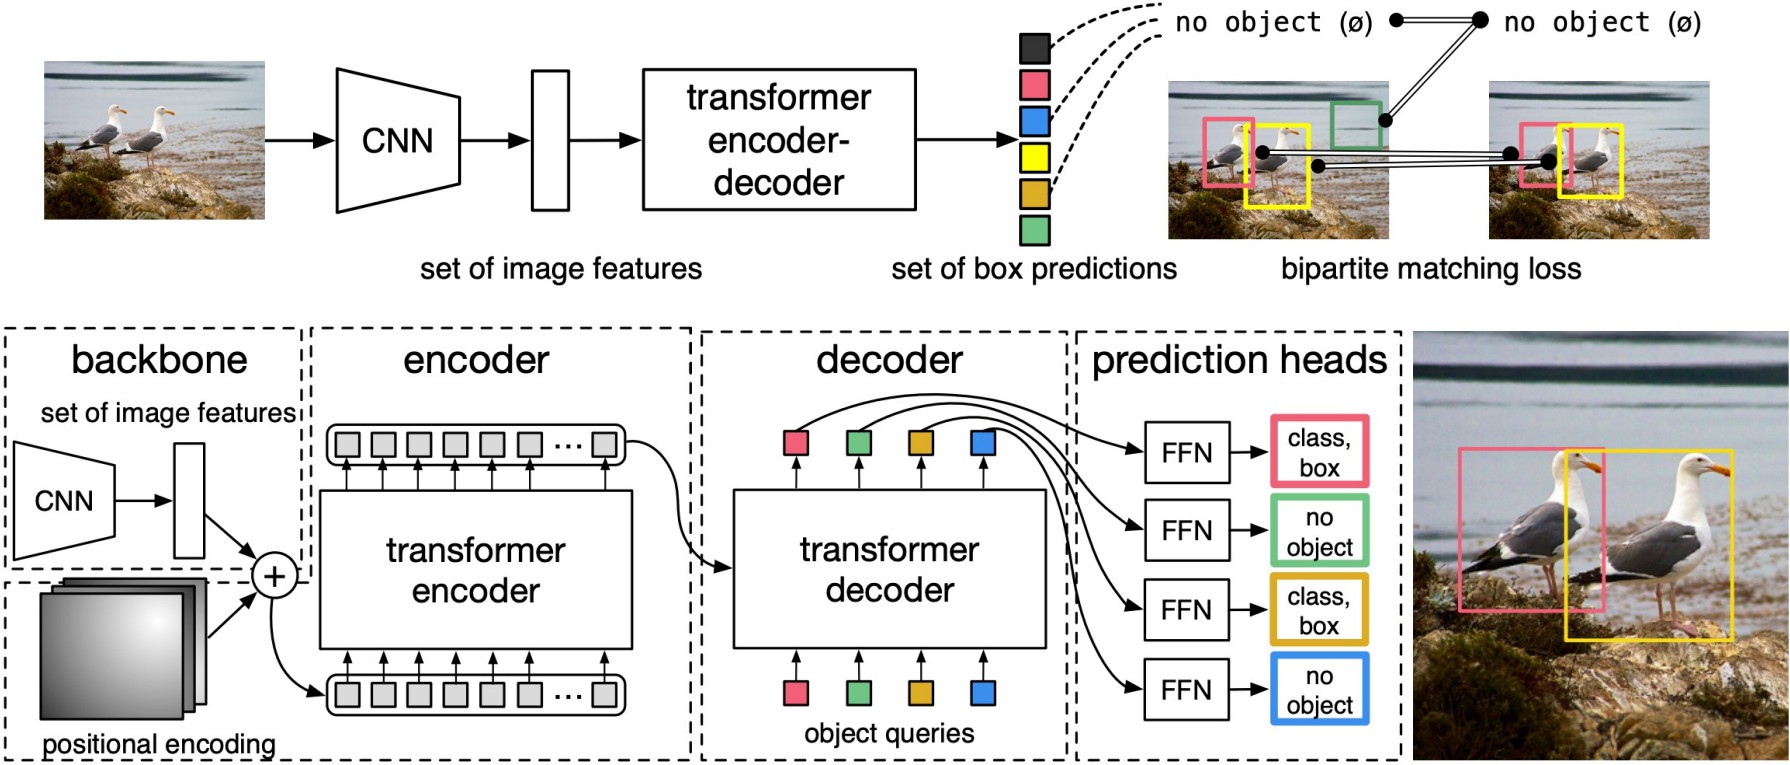 no object (ø)
no object (ø)
CNN
transformer
encoder-
decoder
set of image features
set of box predictions
bipartite matching loss
backbone
set of image features
CNN
+
positional encoding
encoder
...
transformer
encoder
...
decoder
transformer
decoder
object queries
prediction heads
FFN
class,
box
FFN
no
object
FFN
class,
box
FFN
no
object